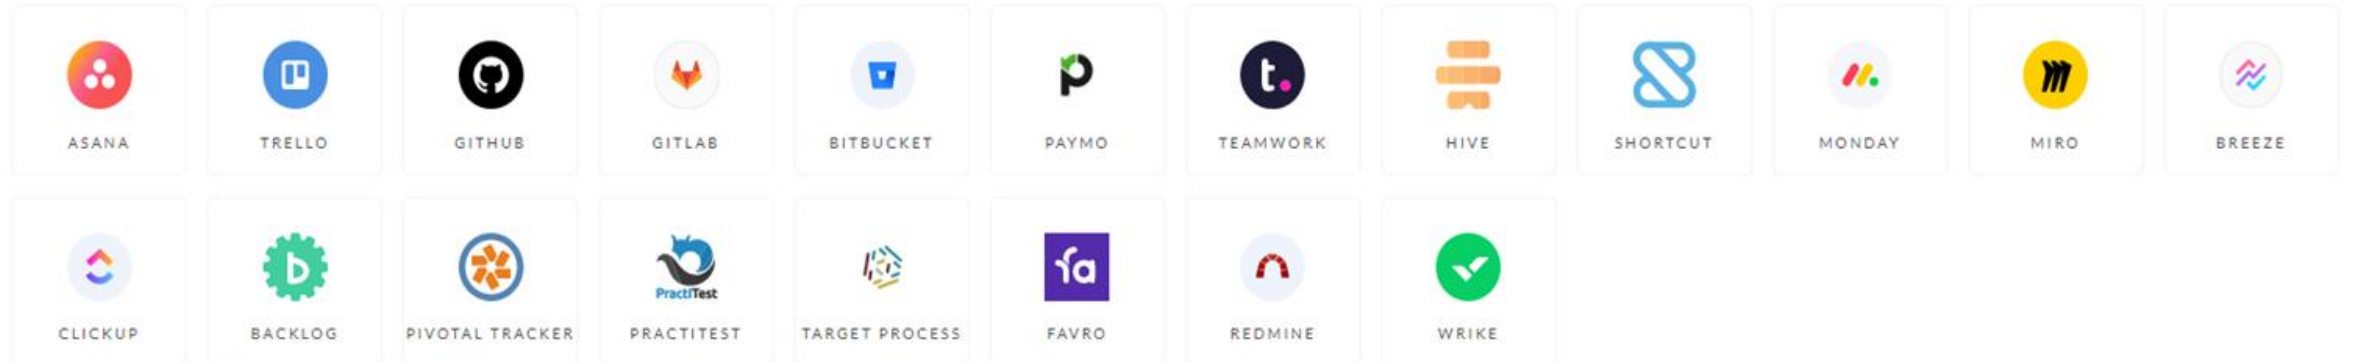 t.
ASANA
TRELLO
GITHUB
GITLAB
BITBUCKET
PAYMO
TEAMWORK
HIVE
SHORTCUT
MONDAY
MIRO
BREEZE
b
PractiTest
fa
CLICKUP
BACKLOG
PIVOTAL TRACKER
PRACTITEST
TARGET PROCESS
FAVRO
REDMINE
WRIKE